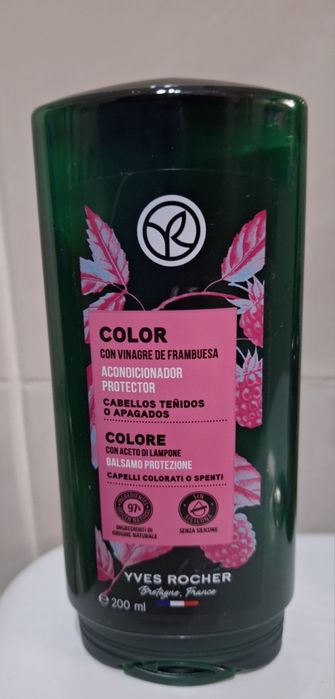 COLOR
CON VINAGRE DE FRAMBUESA
ACONDICIONADOR
PROTECTOR
CABELLOS TEÑIDOS
O APAGADOS
COLORE
CON ACETO DI LAMPONE
BALSAMO PROTEZIONE
CAPELLI COLORATI O SPENTI
97%
SIN
INGREDIENTI DI
ORIGINE NATURALE
SENZA SILICONE
YVES ROCHER
Bretagne, France
℮ 200 ml